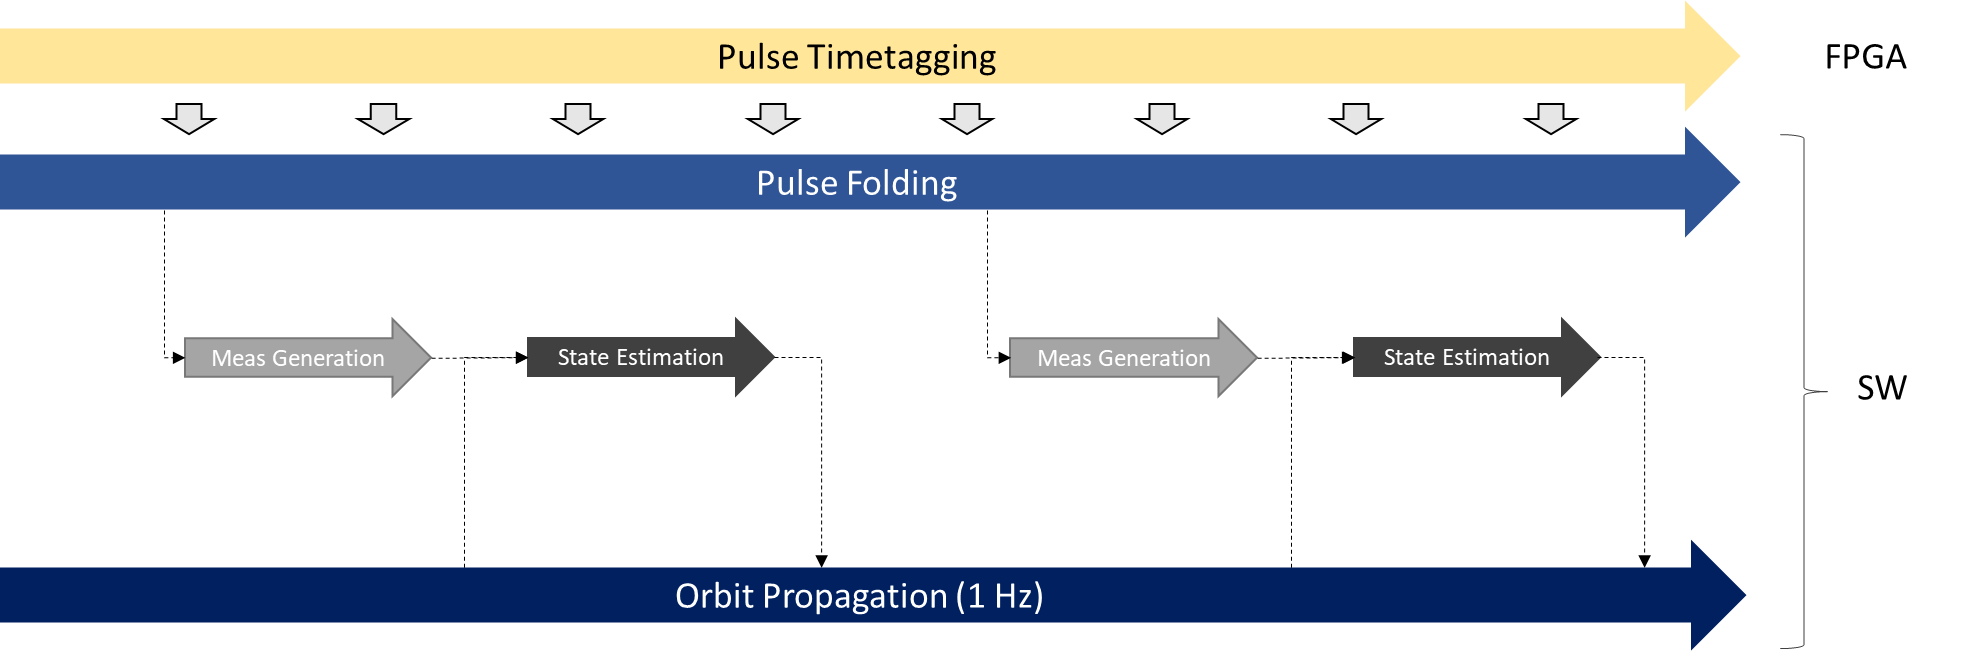 Pulse Timetagging
FPGA
Pulse Folding
Meas Generation
State Estimation
Meas Generation
State Estimation
SW
Orbit Propagation (1 Hz)